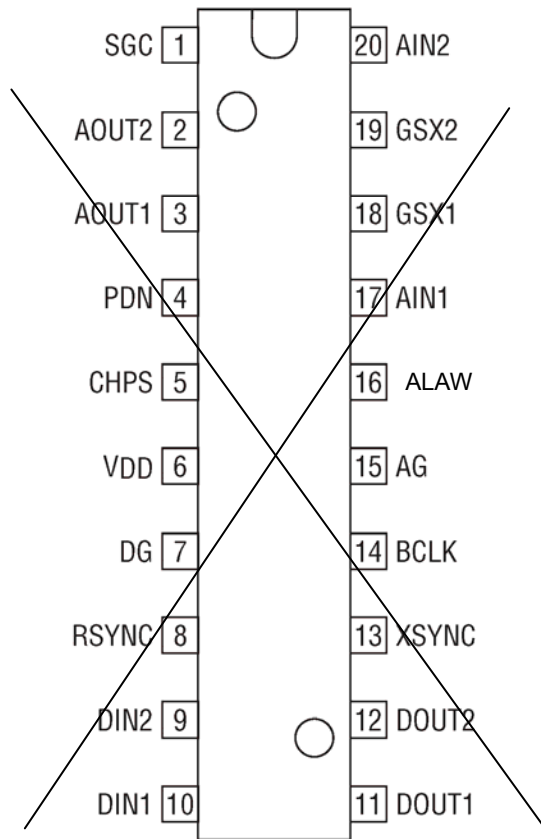 SGC 1 20 AIN2
AOUT2 2 19 GSX2
AOUT1 3 18 GSX1
PDN 4 17 AIN1
CHPS 5 16 ALAW
VDD 6 15 AG
DG 7 14 BCLK
RSYNC 8 13 XSYNC
DIN2 9 12 DOUT2
DIN1 10 11 DOUT1